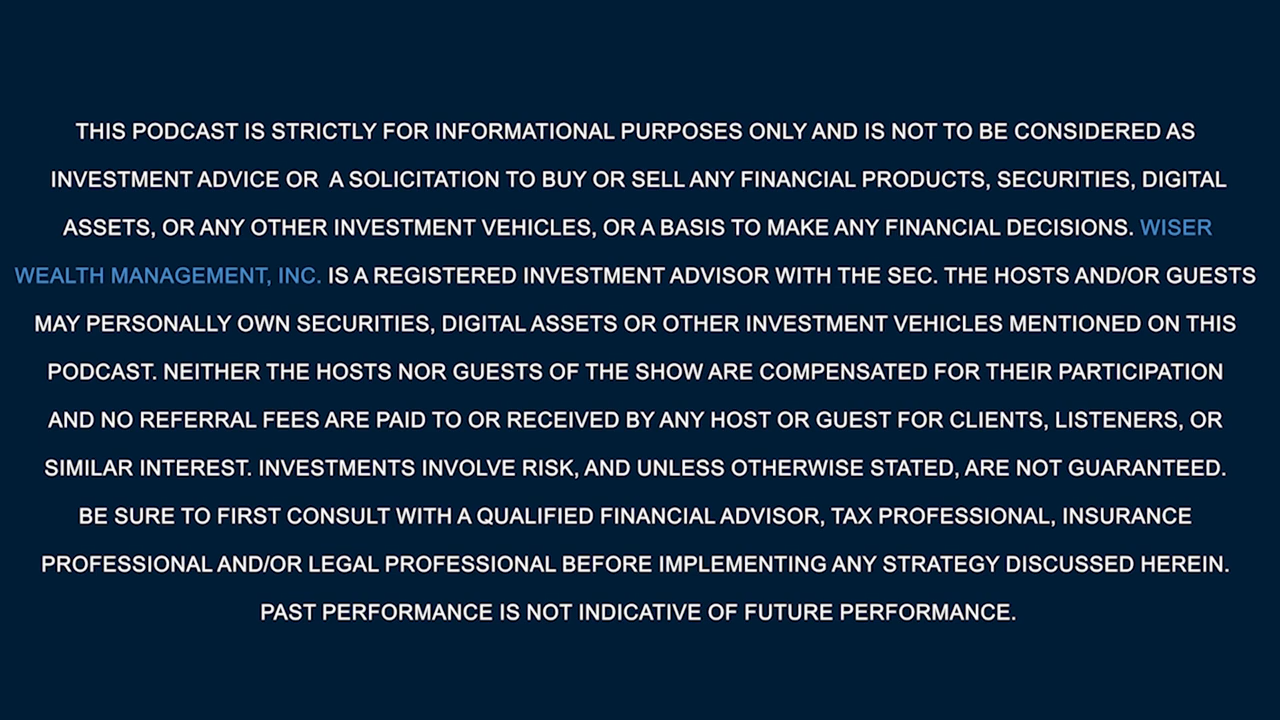 THIS PODCAST IS STRICTLY FOR INFORMATIONAL PURPOSES ONLY AND IS NOT TO BE CONSIDERED AS
INVESTMENT ADVICE OR A SOLICITATION TO BUY OR SELL ANY FINANCIAL PRODUCTS, SECURITIES, DIGITAL
ASSETS, OR ANY OTHER INVESTMENT VEHICLES, OR A BASIS TO MAKE ANY FINANCIAL DECISIONS. WISER
WEALTH MANAGEMENT, INC. IS A REGISTERED INVESTMENT ADVISOR WITH THE SEC. THE HOSTS AND/OR GUESTS
MAY PERSONALLY OWN SECURITIES, DIGITAL ASSETS OR OTHER INVESTMENT VEHICLES MENTIONED ON THIS
PODCAST. NEITHER THE HOSTS NOR GUESTS OF THE SHOW ARE COMPENSATED FOR THEIR PARTICIPATION
AND NO REFERRAL FEES ARE PAID TO OR RECEIVED BY ANY HOST OR GUEST FOR CLIENTS, LISTENERS, OR
SIMILAR INTEREST. INVESTMENTS INVOLVE RISK, AND UNLESS OTHERWISE STATED, ARE NOT GUARANTEED.
BE SURE TO FIRST CONSULT WITH A QUALIFIED FINANCIAL ADVISOR, TAX PROFESSIONAL, INSURANCE
PROFESSIONAL AND/OR LEGAL PROFESSIONAL BEFORE IMPLEMENTING ANY STRATEGY DISCUSSED HEREIN.
PAST PERFORMANCE IS NOT INDICATIVE OF FUTURE PERFORMANCE.